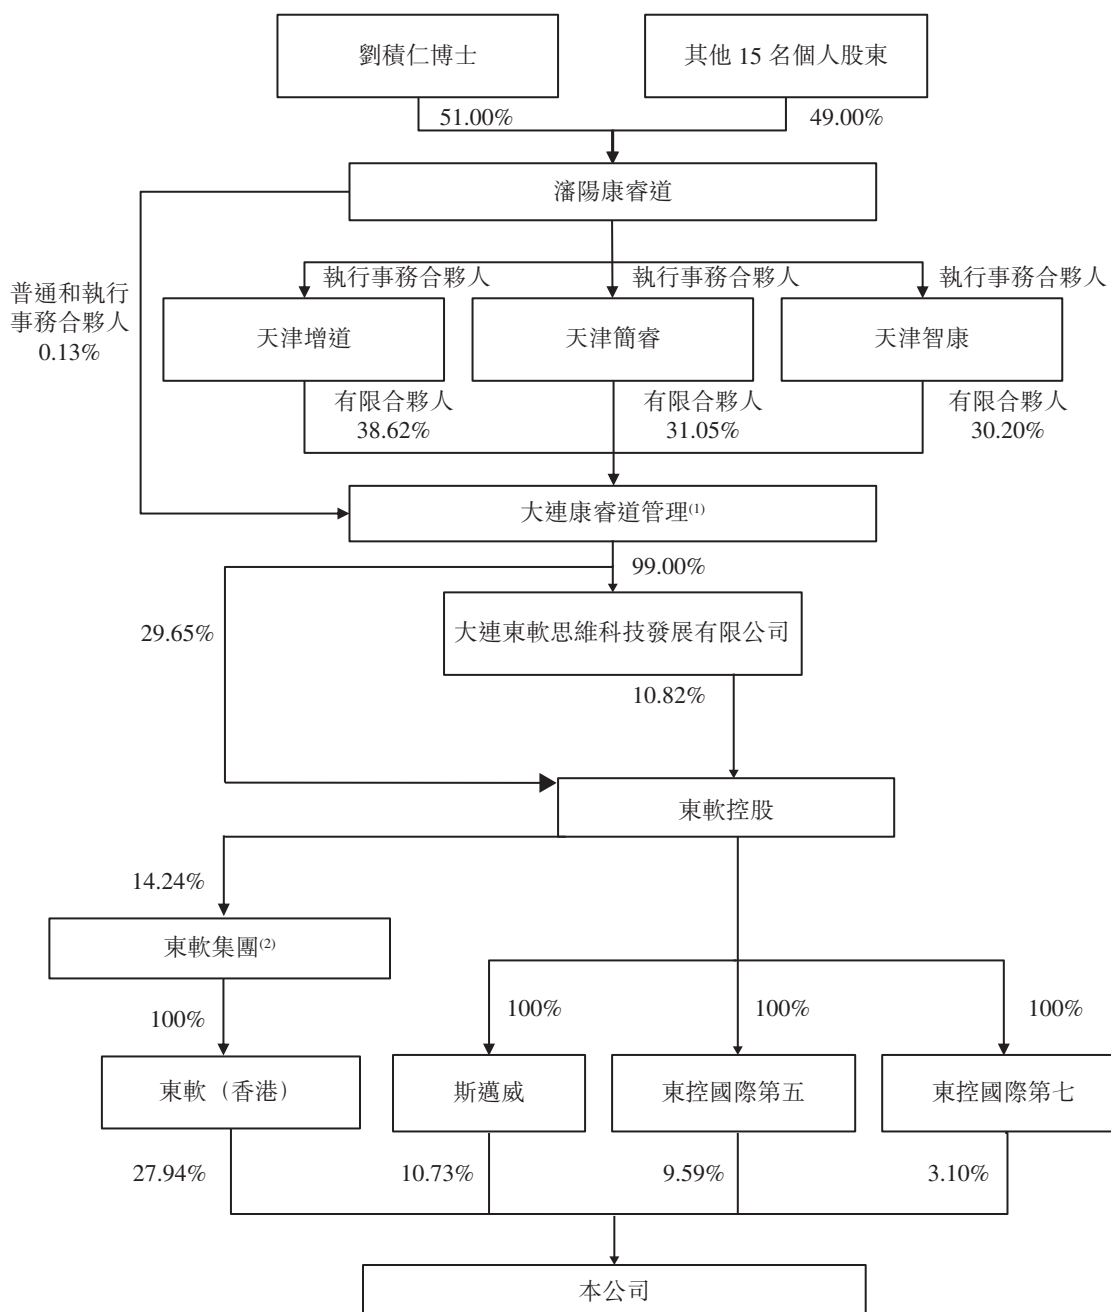 劉積仁博士
其他 15 名個人股東
51.00%
49.00%
瀋陽康睿道
執行事務合夥人
執行事務合夥人
執行事務合夥人
普通和執行
事務合夥人
0.13%
天津增道
天津簡睿
天津智康
有限合夥人
38.62%
有限合夥人
31.05%
有限合夥人
30.20%
大連康睿道管理(1)
99.00%
29.65%
大連東軟思維科技發展有限公司
10.82%
東軟控股
14.24%
東軟集團(2)
100%
100%
100%
100%
東軟（香港）
斯邁威
東控國際第五
東控國際第七
27.94%
10.73%
9.59%
3.10%
本公司